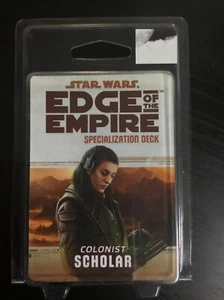 STAR WARS
EDGE OF THE
EMPIRE
SPECIALIZATION DECK
COLONIST
SCHOLAR